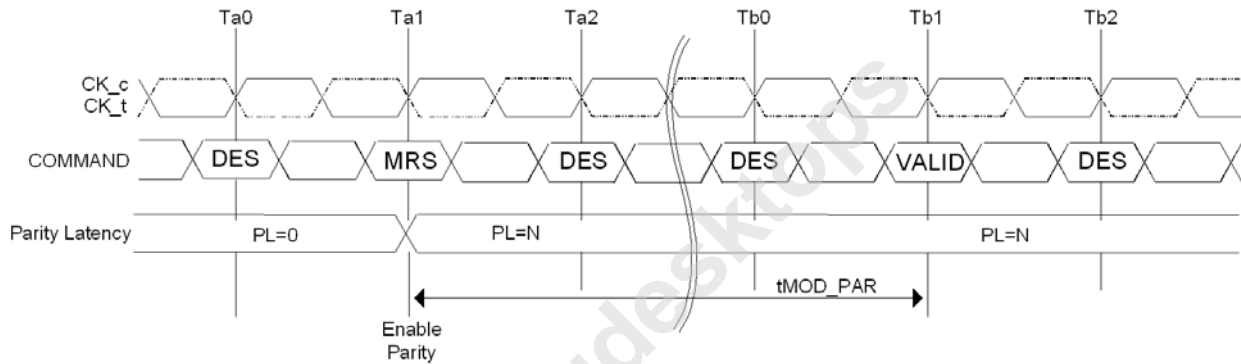 Ta0 Ta1 Ta2 Tb0 Tb1 Tb2
CK_c
CK_t
COMMAND DES MRS DES DES VALID DES
Parity Latency PL=0 PL=N PL=N
tMOD_PAR
Enable
Parity
desktops